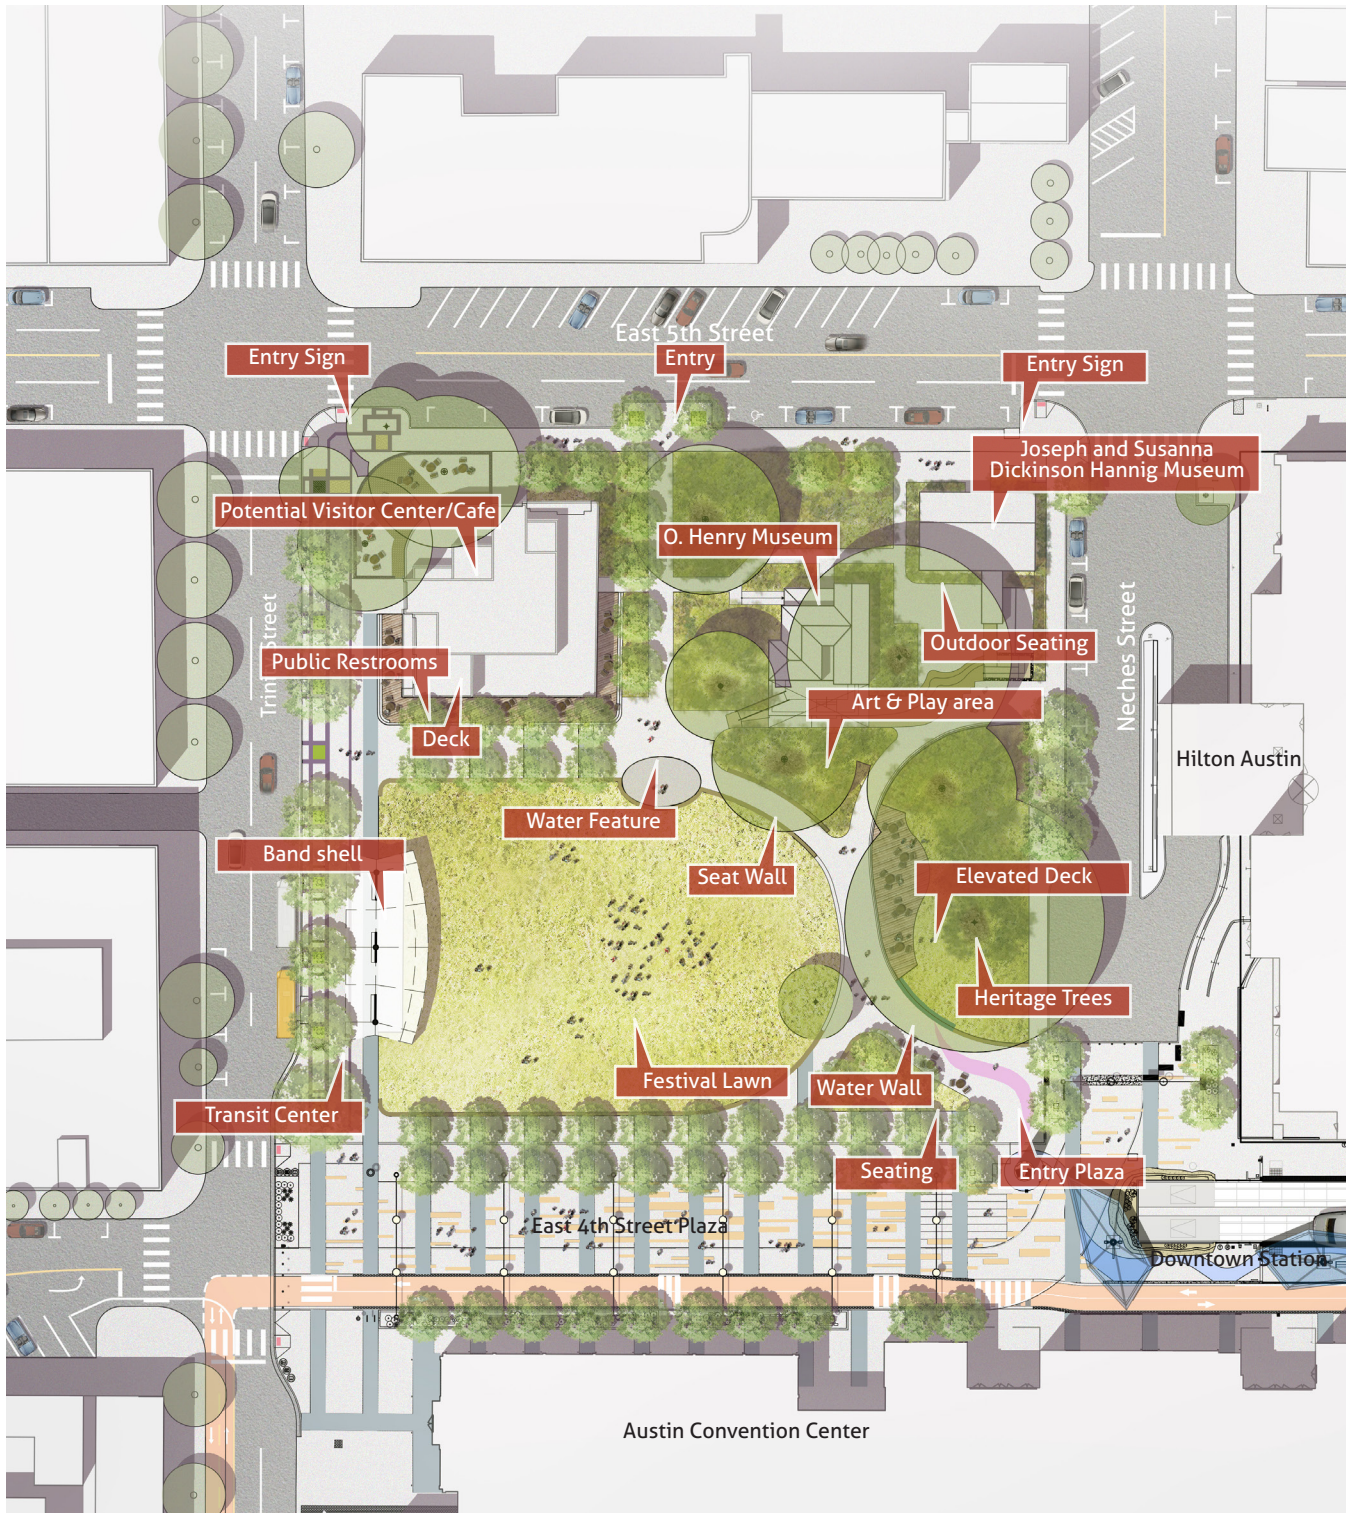 East 5th Street
Entry Sign
Entry
Entry Sign
Joseph and Susanna
Dickinson Hannig Museum
Potential Visitor Center/Cafe
O. Henry Museum
Trinity Street
Public Restrooms
Outdoor Seating
Neches Street
Art & Play area
Deck
Hilton Austin
Water Feature
Band shell
Seat Wall
Elevated Deck
Heritage Trees
Festival Lawn
Water Wall
Transit Center
Seating
Entry Plaza
East 4th Street Plaza
Downtown Station
Austin Convention Center